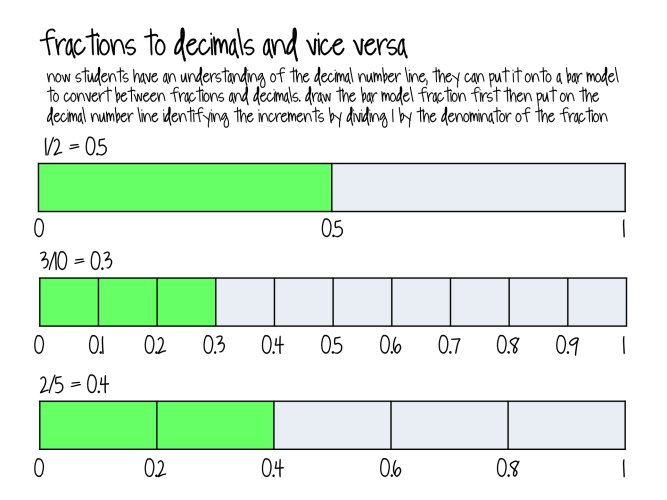 fractions to decimals and vice versa
now students have an understanding of the decimal number line, they can put it onto a bar model
to convert between fractions and decimals. draw the bar model fraction first then put on the
decimal number line identifying the increments by dividing 1 by the denominator of the fraction
1/2 = 0.5
0 0.5 1
3/10 = 0.3
0 0.1 0.2 0.3 0.4 0.5 0.6 0.7 0.8 0.9 1
2/5 = 0.4
0 0.2 0.4 0.6 0.8 1